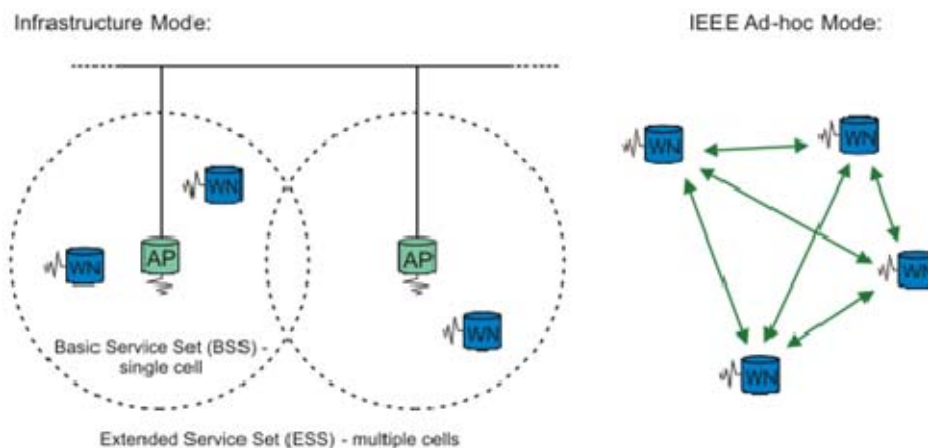 Infrastructure Mode:
IEEE Ad-hoc Mode:
WN
WN
WN
AP
AP
WN
WN
WN
Basic Service Set (BSS) -
single cell
WN
Extended Service Set (ESS) - multiple cells